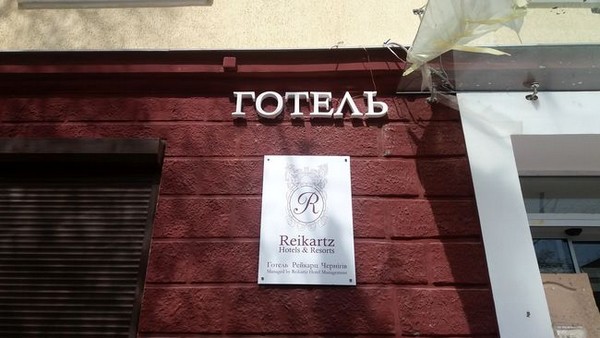 ГОТЕЛЬ
R
Reikartz
Hotels & Resorts
Готель Рейкарц Чернігів
Managed by Reikartz Hotel Management